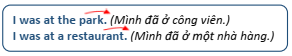 I was at the park. (Mình đã ở công viên.)
I was at a restaurant. (Mình đã ở một nhà hàng.)